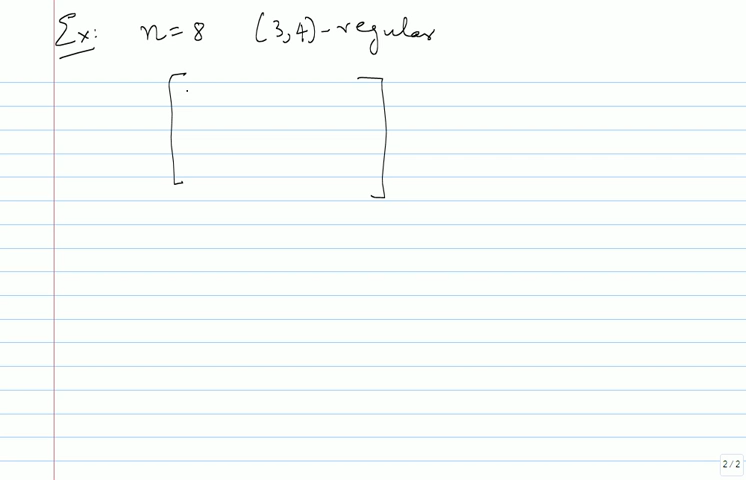 Ex: n = 8 (3,4)-regular
2/2